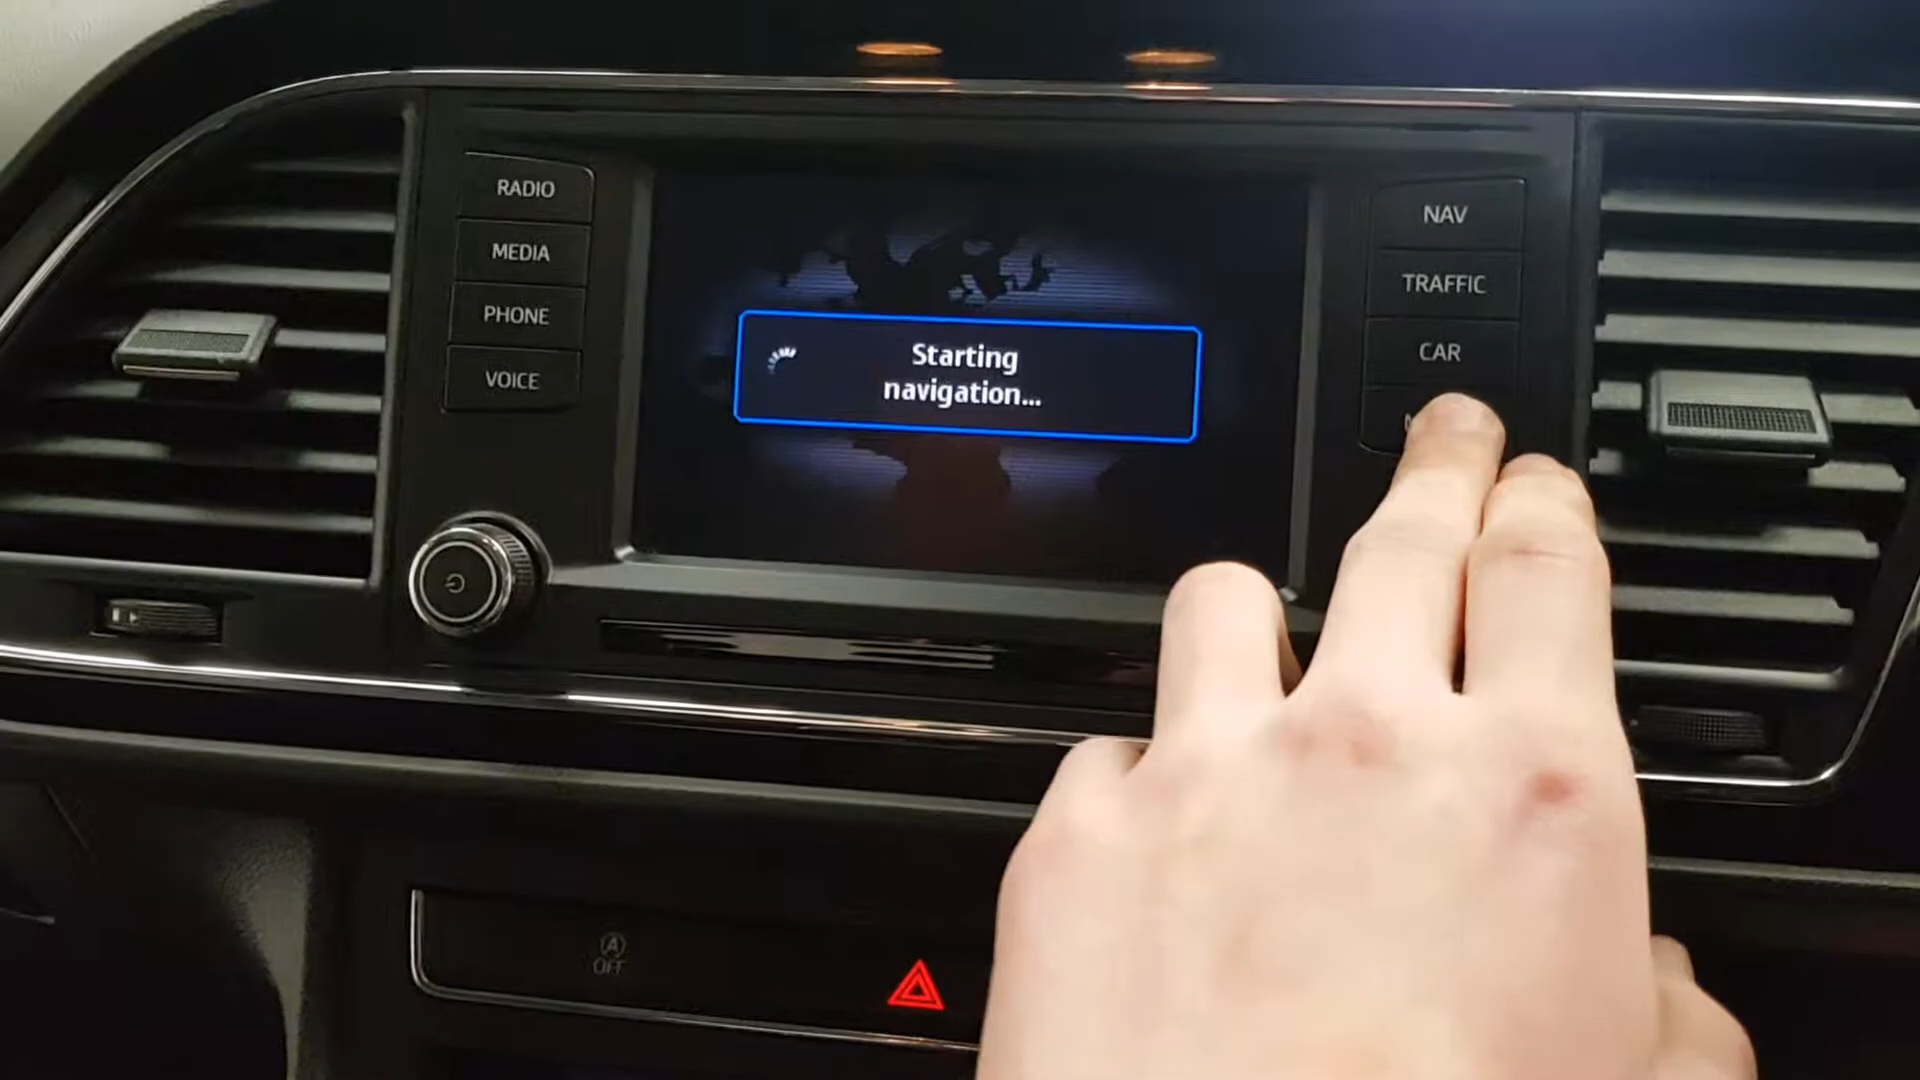 RADIO
MEDIA
PHONE
VOICE
Starting
navigation...
NAV
TRAFFIC
CAR
A
OFF